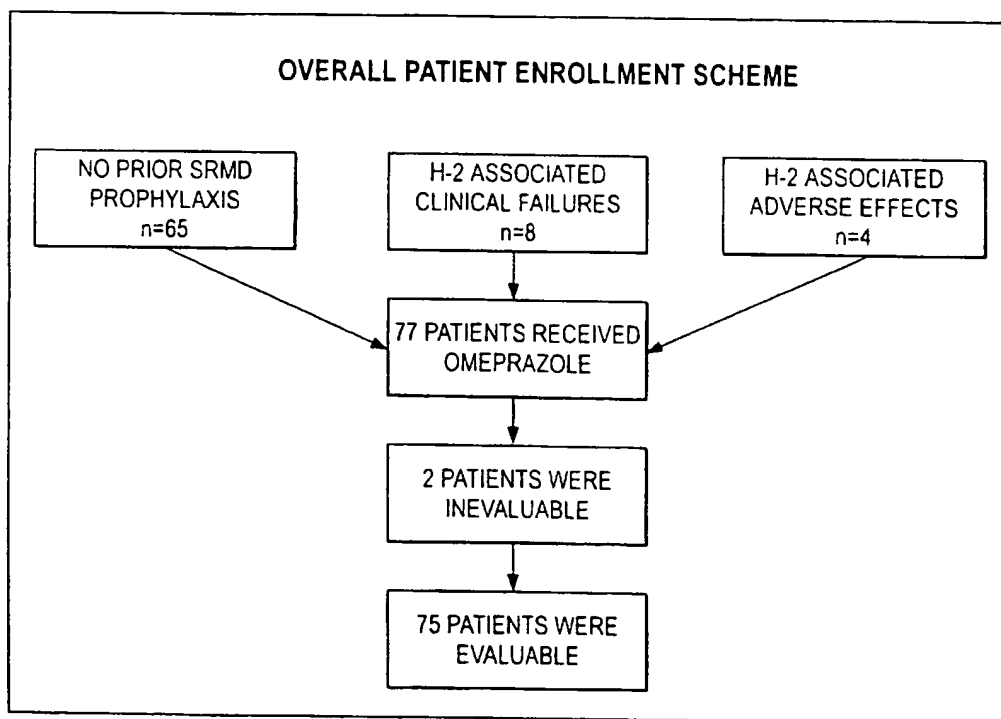 OVERALL PATIENT ENROLLMENT SCHEME
NO PRIOR SRMD
PROPHYLAXIS
n=65
H-2 ASSOCIATED
CLINICAL FAILURES
n=8
H-2 ASSOCIATED
ADVERSE EFFECTS
n=4
77 PATIENTS RECEIVED
OMEPRAZOLE
2 PATIENTS WERE
INEVALUABLE
75 PATIENTS WERE
EVALUABLE